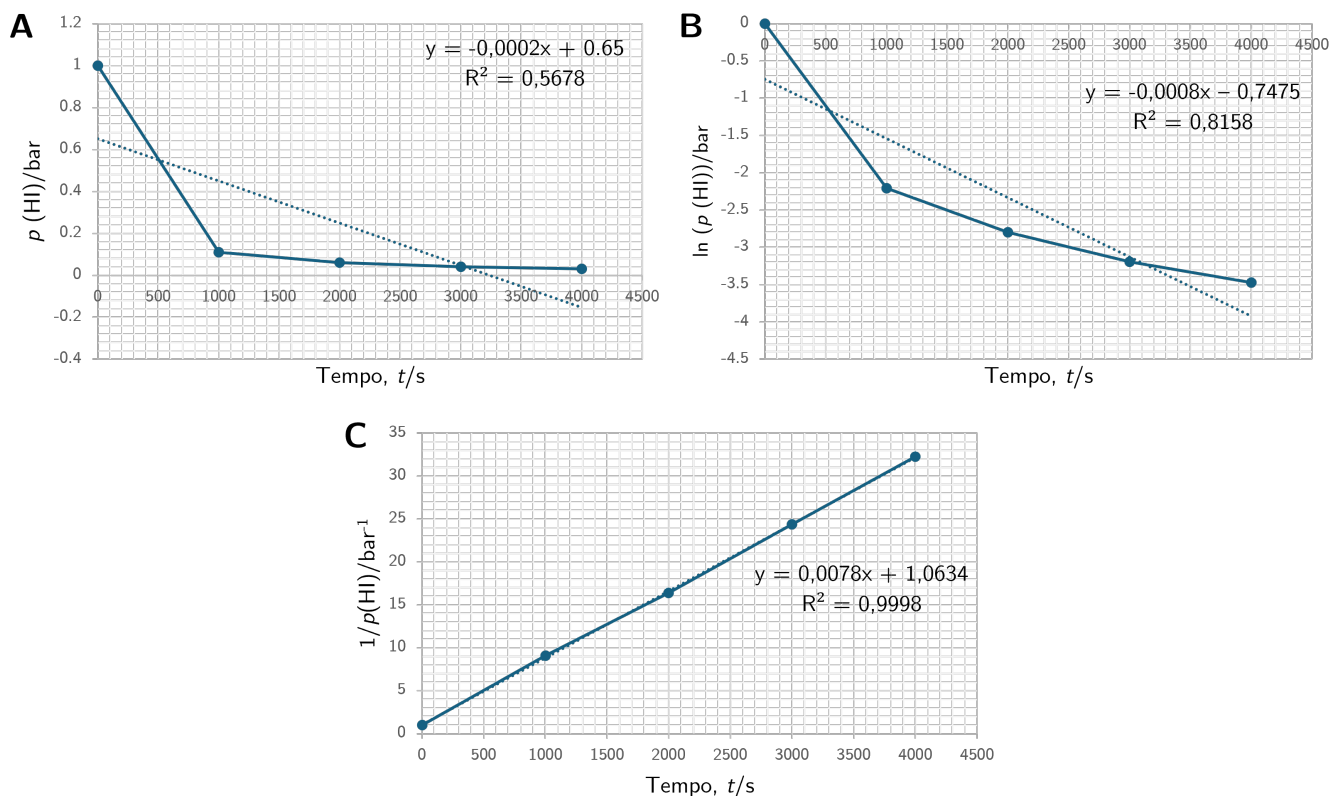 A
1.2
1
0.8
0.6
0.4
0.2
0
-0.2
-0.4
0 500 1000 1500 2000 2500 3000 3500 4000 4500
p (HI)/bar
Tempo, t/s
y = -0,0002x + 0.65
R² = 0,5678
B
0
-0.5
-1
-1.5
-2
-2.5
-3
-3.5
-4
-4.5
0 500 1000 1500 2000 2500 3000 3500 4000 4500
ln (p (HI))/bar
Tempo, t/s
y = -0,0008x – 0,7475
R² = 0,8158
C
35
30
25
20
15
10
5
0
0 500 1000 1500 2000 2500 3000 3500 4000 4500
1/p(HI)/bar⁻¹
Tempo, t/s
y = 0,0078x + 1,0634
R² = 0,9998